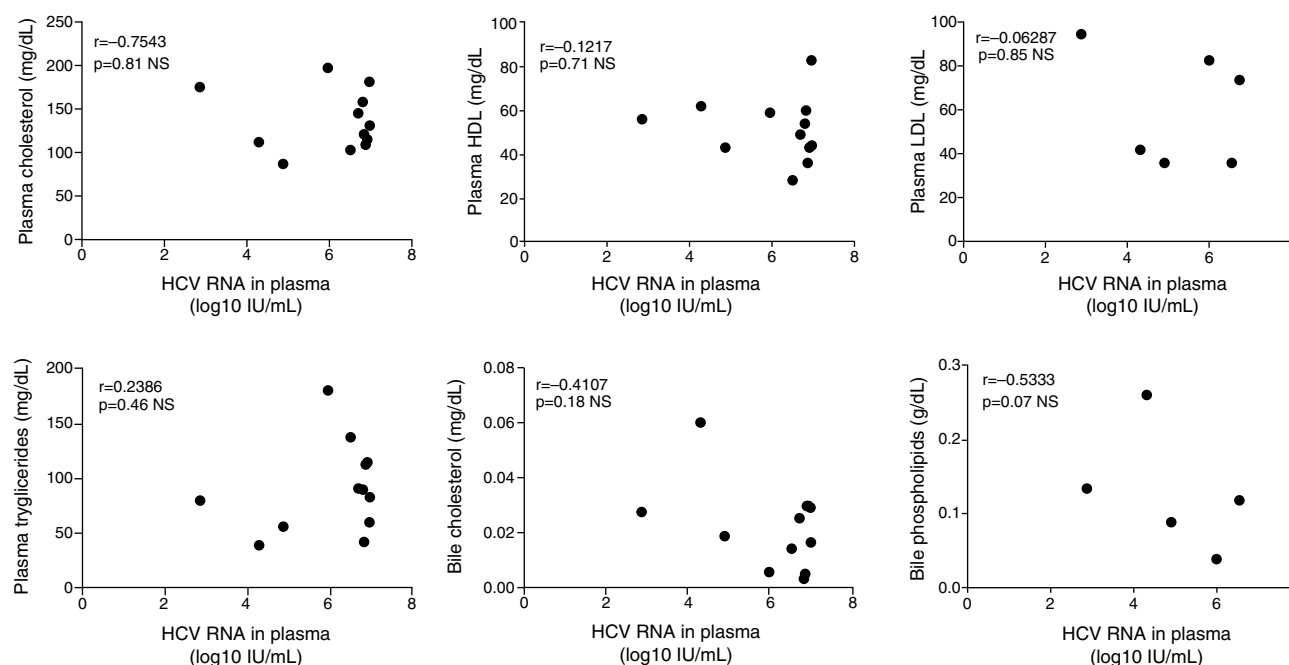 250
200
150
100
50
0
Plasma cholesterol (mg/dL)
r=–0.7543
p=0.81 NS
0 2 4 6 8
HCV RNA in plasma
(log10 IU/mL)
100
80
60
40
20
0
Plasma HDL (mg/dL
r=–0.1217
p=0.71 NS
0 2 4 6 8
HCV RNA in plasma
(log10 IU/mL)
100
80
60
40
20
0
Plasma LDL (mg/dL
r=–0.06287
p=0.85 NS
0 2 4 6
HCV RNA in plasma
(log10 IU/mL)
200
150
100
50
0
Plasma tryglicerides (mg/dL)
r=0.2386
p=0.46 NS
0 2 4 6 8
HCV RNA in plasma
(log10 IU/mL)
0.08
0.06
0.04
0.02
0.00
Bile cholesterol (mg/dL)
r=–0.4107
p=0.18 NS
0 2 4 6 8
HCV RNA in plasma
(log10 IU/mL)
0.3
0.2
0.1
0.0
Bile phospholipids (g/dL)
r=–0.5333
p=0.07 NS
0 2 4 6
HCV RNA in plasma
(log10 IU/mL)